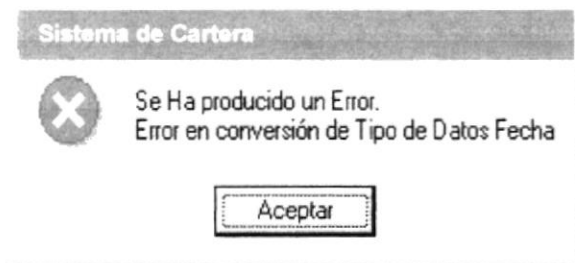 Sistema de Cartera
Se Ha producido un Error.
Error en conversión de Tipo de Datos Fecha
Aceptar